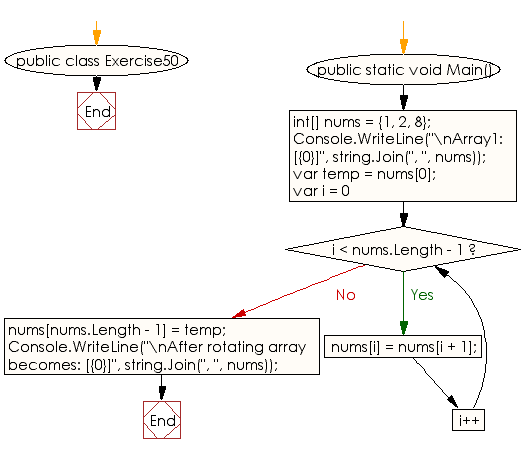 public class Exercise50
End
public static void Main()
int[] nums = {1, 2, 8};
Console.WriteLine("\nArray1:
[{0}]", string.Join(", ", nums));
var temp = nums[0];
var i = 0
i < nums.Length - 1 ?
No
Yes
nums[nums.Length - 1] = temp;
Console.WriteLine("\nAfter rotating array
becomes: [{0}]", string.Join(", ", nums));
nums[i] = nums[i + 1];
i++
End